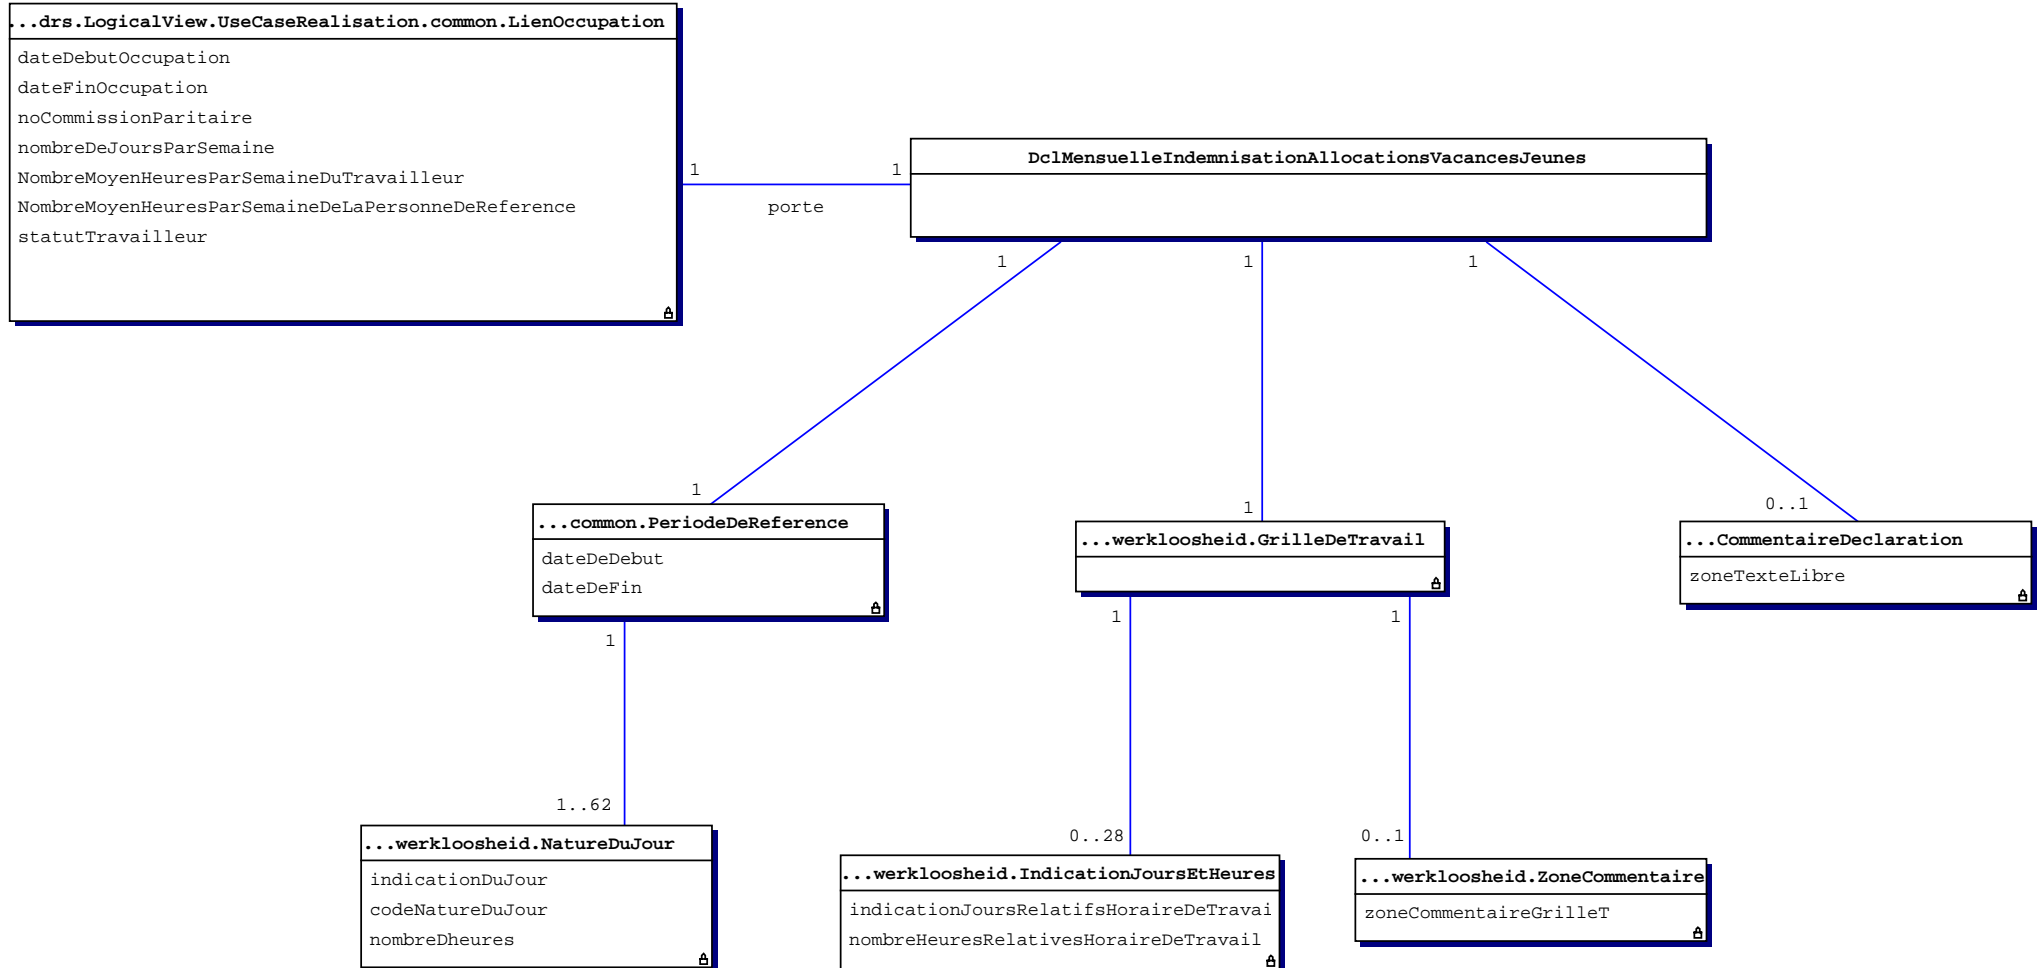 ...drs.LogicalView.UseCaseRealisation.common.LienOccupation
dateDebutOccupation
dateFinOccupation
noCommissionParitaire
nombreDeJoursParSemaine
NombreMoyenHeuresParSemaineDuTravailleur
NombreMoyenHeuresParSemaineDeLaPersonneDeReference
statutTravailleur
1
1
porte
DclMensuelleIndemnisationAllocationsVacancesJeunes
1
1
1
1
1
0..1
...common.PeriodeDeReference
dateDeDebut
dateDeFin
...werkloosheid.GrilleDeTravail
...CommentaireDeclaration
zoneTexteLibre
1
1
1
1..62
0..28
0..1
...werkloosheid.NatureDuJour
indicationDuJour
codeNatureDuJour
nombreDheures
...werkloosheid.IndicationJoursEtHeures
indicationJoursRelatifsHoraireDeTravai
nombreHeuresRelativesHoraireDeTravail
...werkloosheid.ZoneCommentaire
zoneCommentaireGrilleT